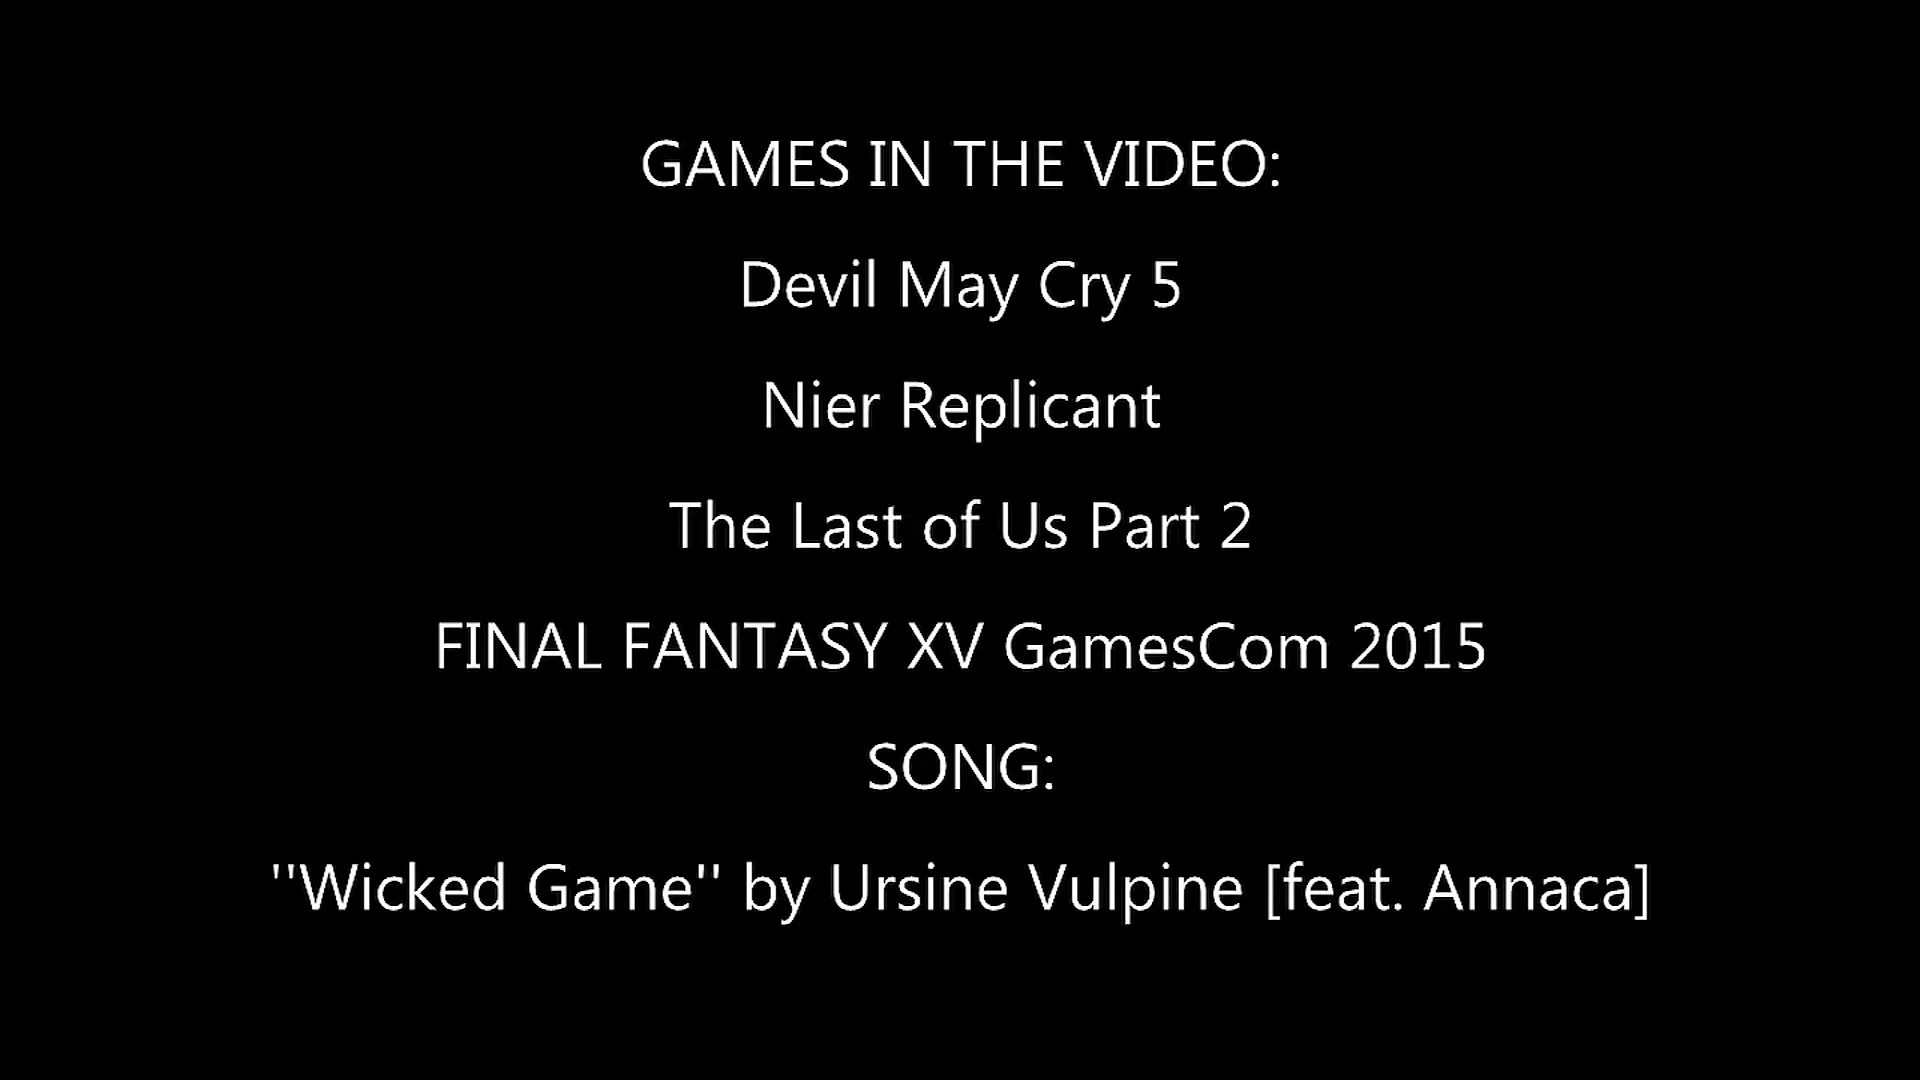 GAMES IN THE VIDEO:
Devil May Cry 5
Nier Replicant
The Last of Us Part 2
FINAL FANTASY XV GamesCom 2015
SONG:
''Wicked Game'' by Ursine Vulpine [feat. Annaca]